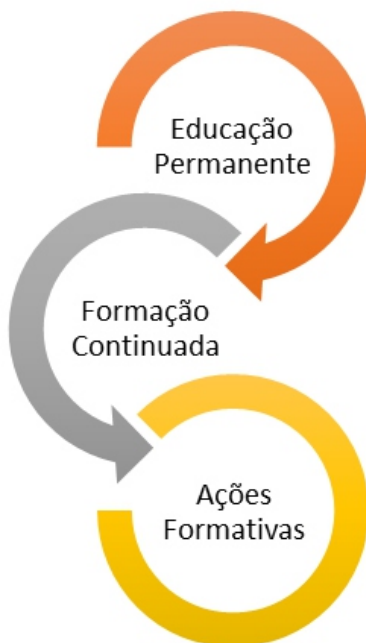 Educação
Permanente
Formação
Continuada
Ações
Formativas